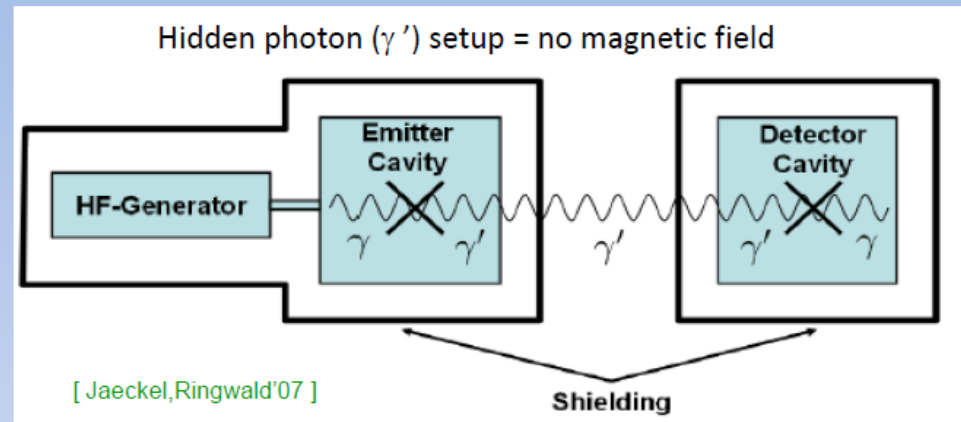 Hidden photon (γ′) setup = no magnetic field
Emitter
Cavity
Detector
Cavity
HF-Generator
γ γ′ γ′ γ′ γ
[ Jaeckel,Ringwald'07 ]
Shielding